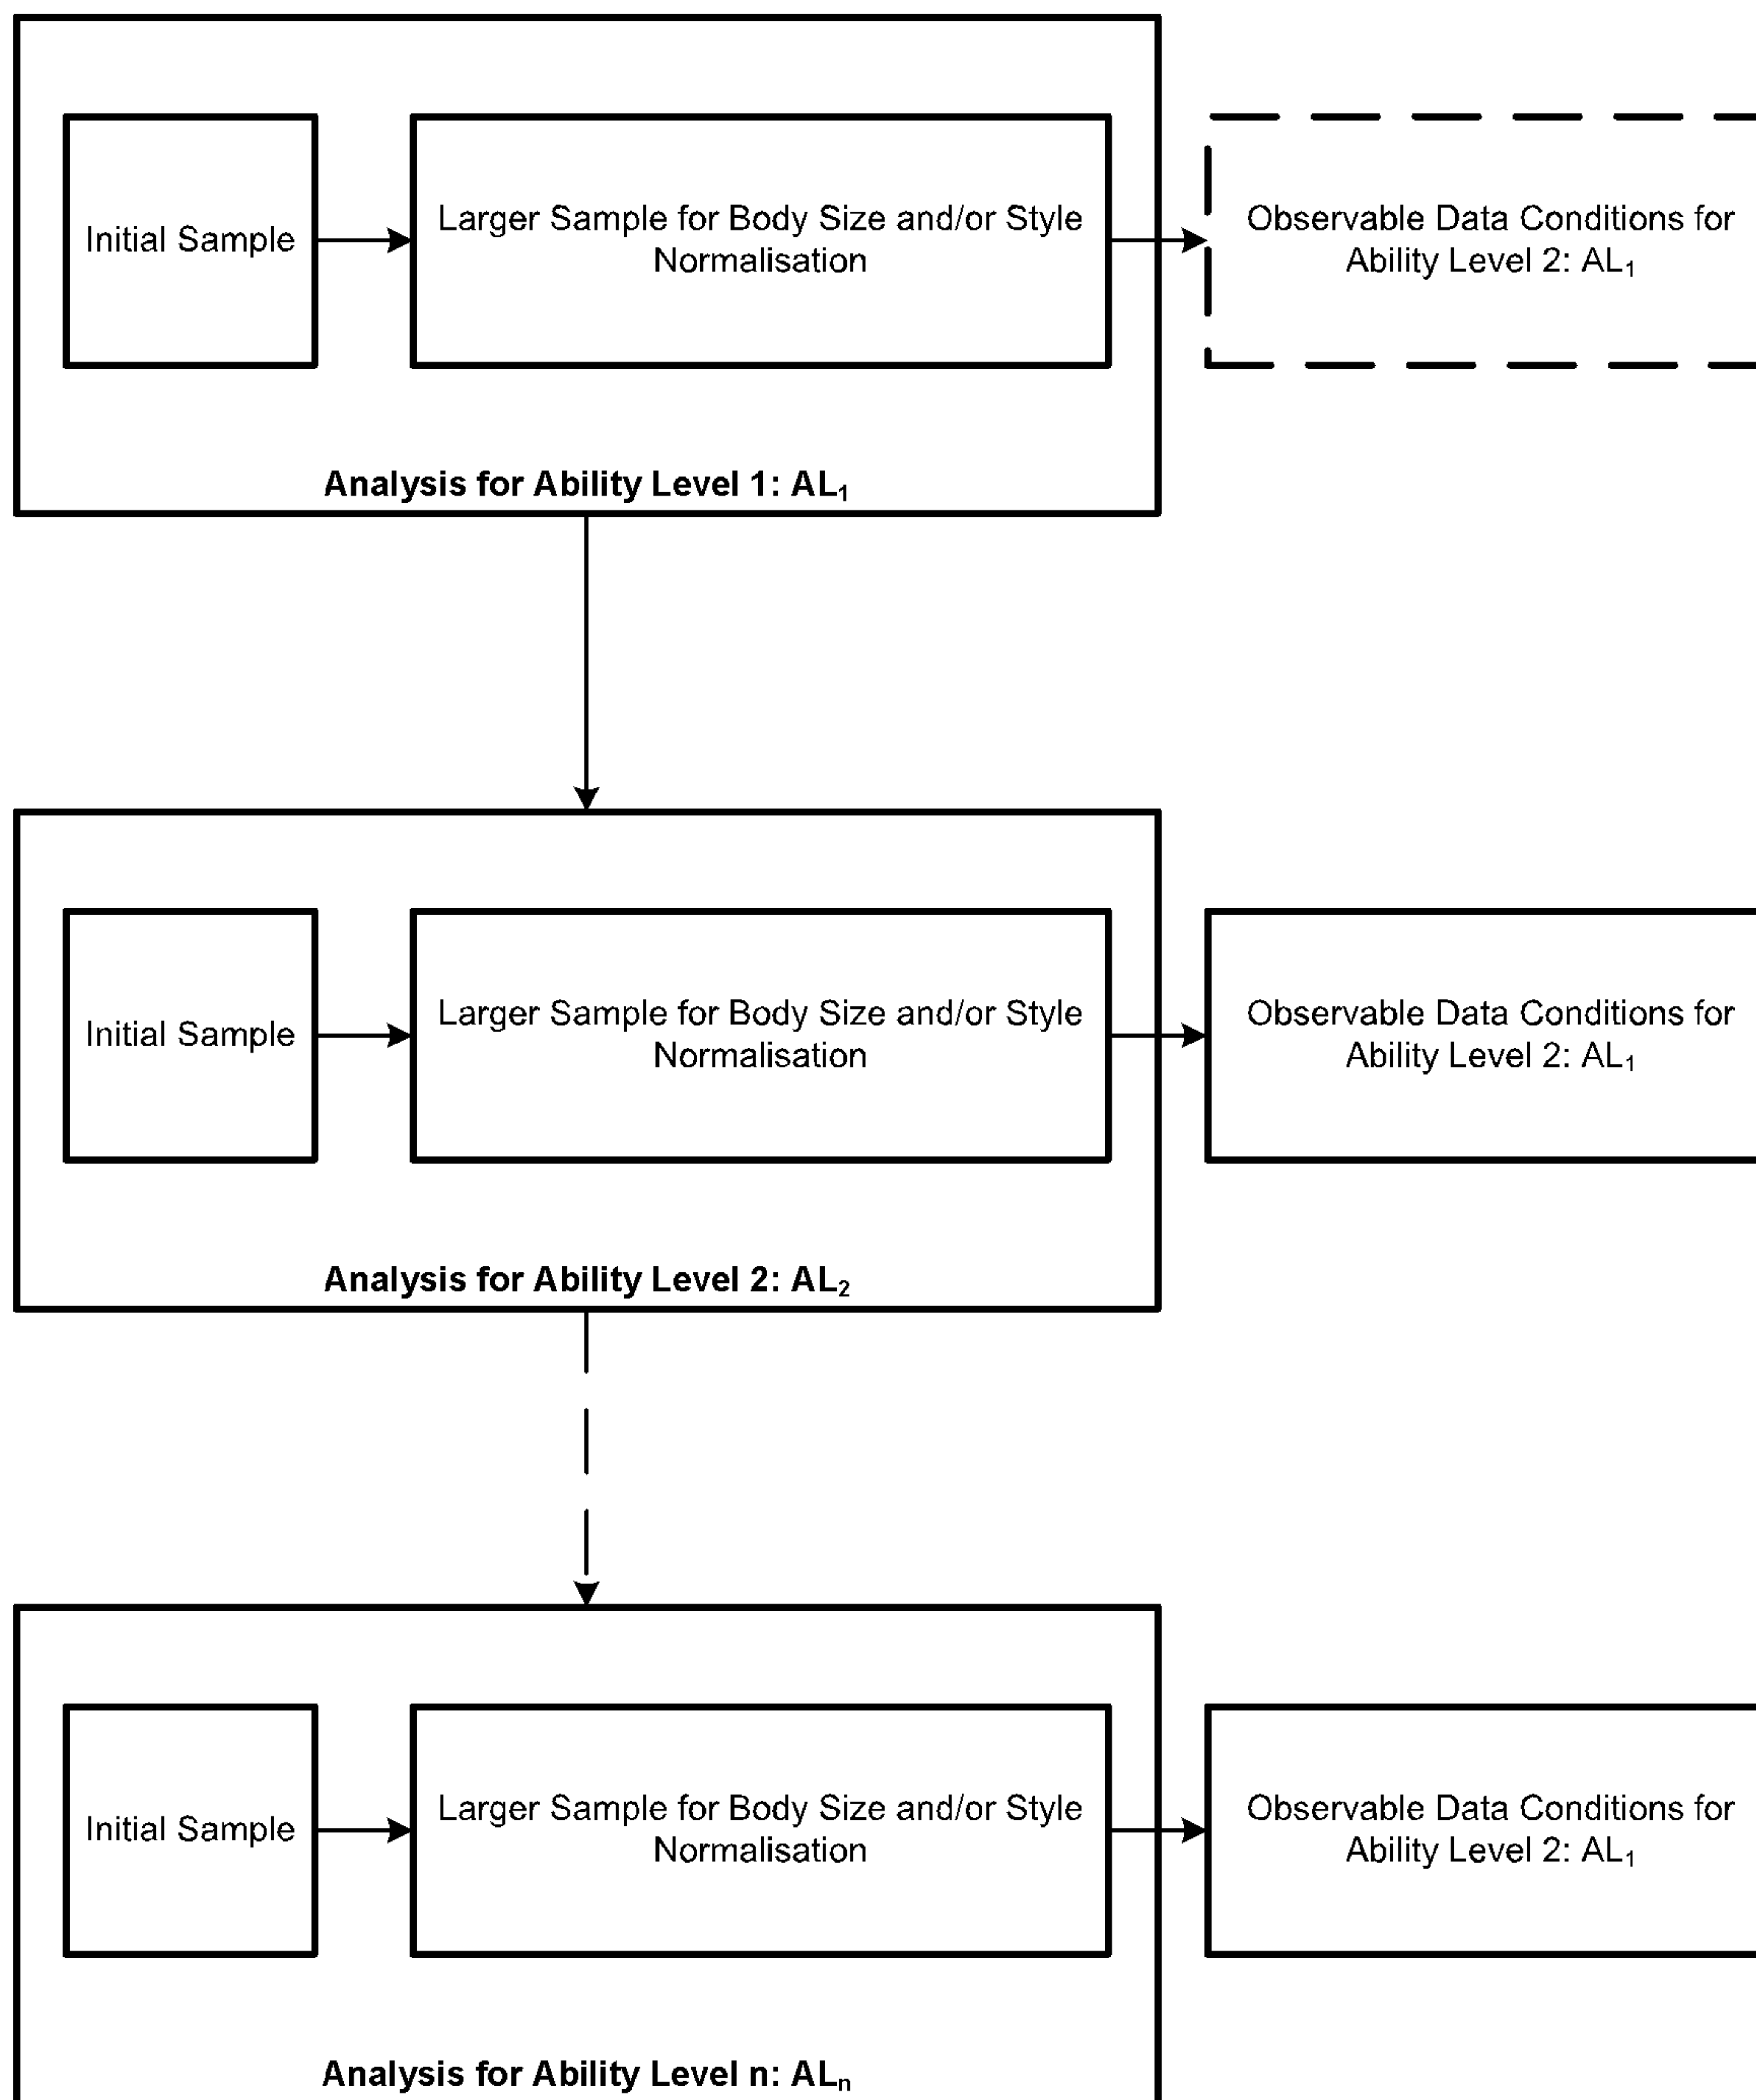 Initial Sample
Larger Sample for Body Size and/or Style
Normalisation
Observable Data Conditions for
Ability Level 2: AL₁
Analysis for Ability Level 1: AL₁
Initial Sample
Larger Sample for Body Size and/or Style
Normalisation
Observable Data Conditions for
Ability Level 2: AL₁
Analysis for Ability Level 2: AL₂
Initial Sample
Larger Sample for Body Size and/or Style
Normalisation
Observable Data Conditions for
Ability Level 2: AL₁
Analysis for Ability Level n: ALₙ